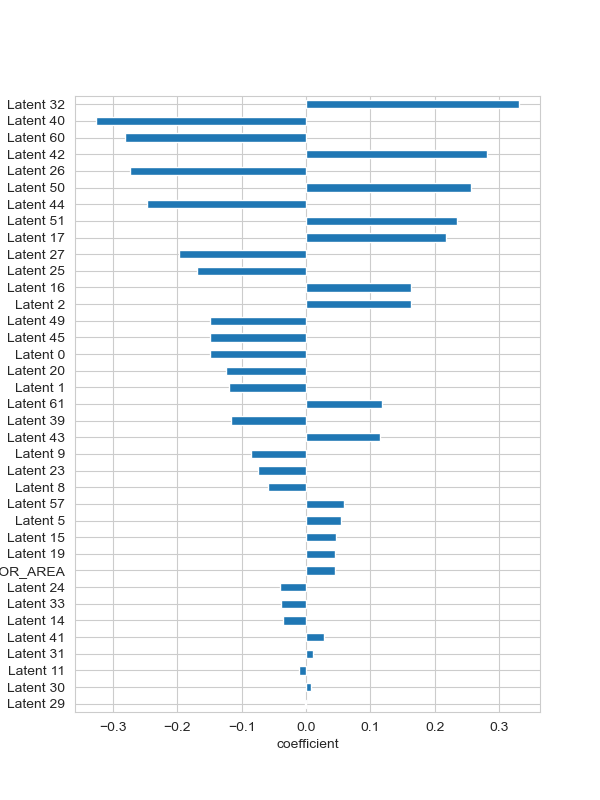 Latent 32
Latent 40
Latent 60
Latent 42
Latent 26
Latent 50
Latent 44
Latent 51
Latent 17
Latent 27
Latent 25
Latent 16
Latent 2
Latent 49
Latent 45
Latent 0
Latent 20
Latent 1
Latent 61
Latent 39
Latent 43
Latent 9
Latent 23
Latent 8
Latent 57
Latent 5
Latent 15
Latent 19
OR_AREA
Latent 24
Latent 33
Latent 14
Latent 41
Latent 31
Latent 11
Latent 30
Latent 29
−0.3 −0.2 −0.1 0.0 0.1 0.2 0.3
coefficient